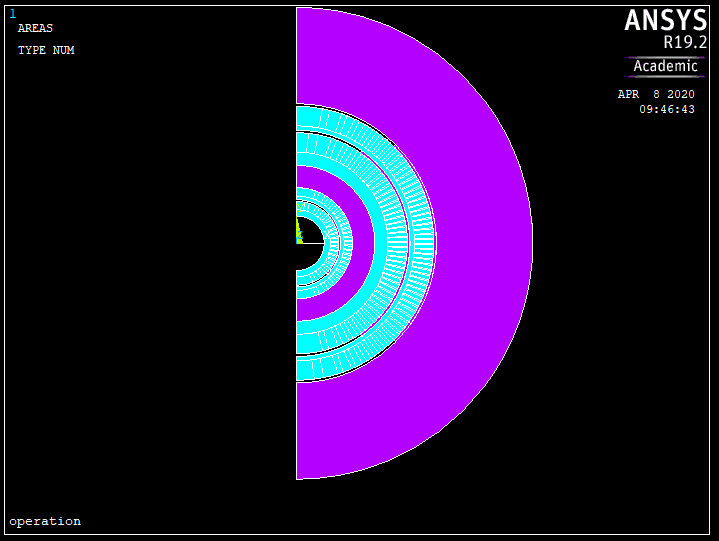 1
AREAS
TYPE NUM
ANSYS
R19.2
Academic
APR 8 2020
09:46:43
operation